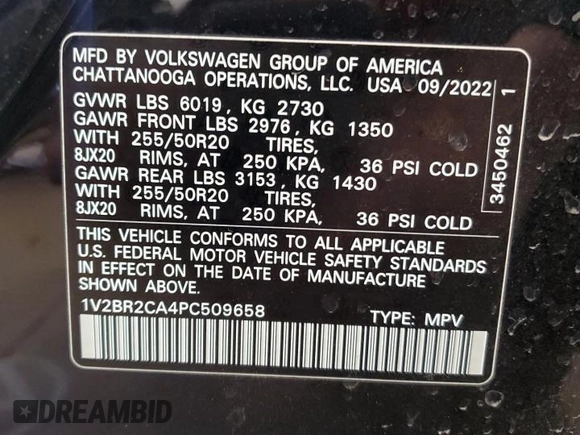 MFD BY VOLKSWAGEN GROUP OF AMERICA
CHATTANOOGA OPERATIONS, LLC. USA 09/2022
GVWR LBS 6019, KG 2730
GAWR FRONT LBS 2976, KG 1350
WITH 255/50R20 TIRES,
8JX20 RIMS, AT 250 KPA, 36 PSI COLD
GAWR REAR LBS 3153, KG 1430
WITH 255/50R20 TIRES,
8JX20 RIMS, AT 250 KPA, 36 PSI COLD
THIS VEHICLE CONFORMS TO ALL APPLICABLE
U.S. FEDERAL MOTOR VEHICLE SAFETY STANDARDS
IN EFFECT ON THE DATE OF MANUFACTURE
1V2BR2CA4PC509658 TYPE: MPV
3450462 1
DREAMBID